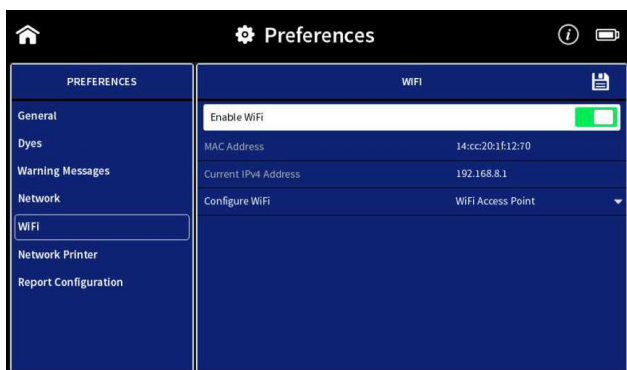 Preferences
PREFERENCES
General
Dyes
Warning Messages
Network
WiFi
Network Printer
Report Configuration
WIFI
Enable WiFi
MAC Address 14:cc:20:1f:12:70
Current IPv4 Address 192.168.8.1
Configure WiFi WiFi Access Point